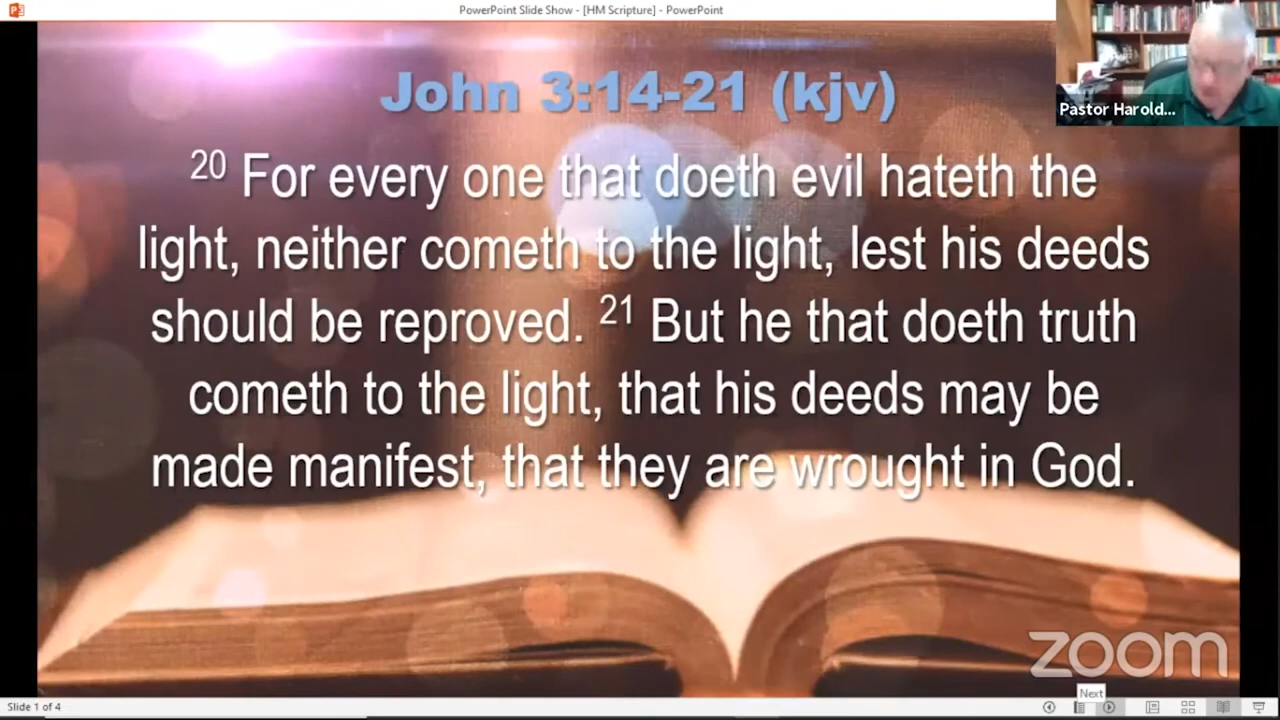 PowerPoint Slide Show - [HM Scripture] - PowerPoint
John 3:14-21 (kjv)
Pastor Harold...
20 For every one that doeth evil hateth the
light, neither cometh to the light, lest his deeds
should be reproved. 21 But he that doeth truth
cometh to the light, that his deeds may be
made manifest, that they are wrought in God.
zoom
Next
Slide 1 of 4